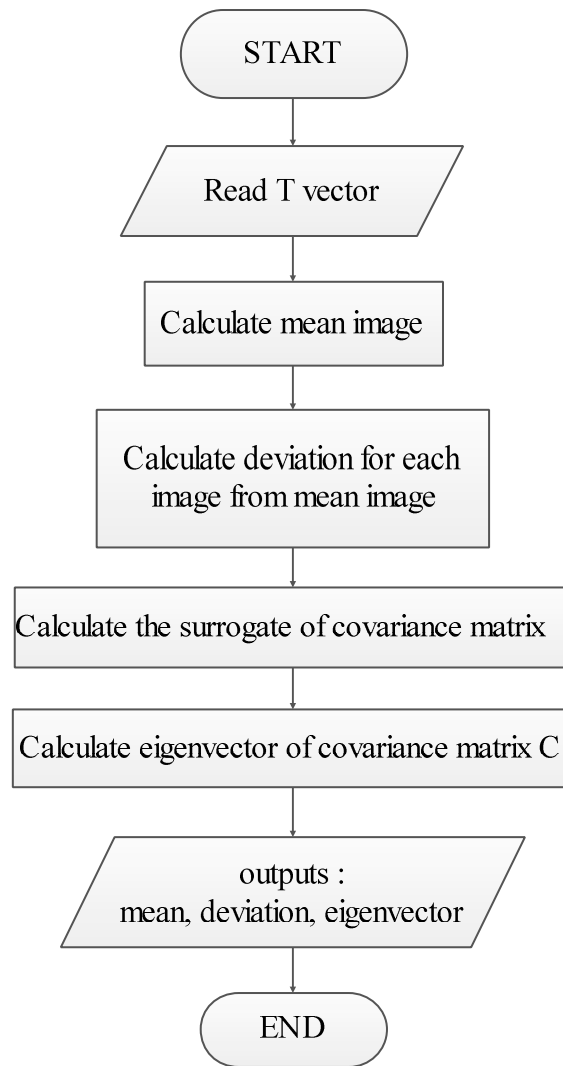 START
Read T vector
Calculate mean image
Calculate deviation for each
image from mean image
Calculate the surrogate of covariance matrix
Calculate eigenvector of covariance matrix C
outputs :
mean, deviation, eigenvector
END